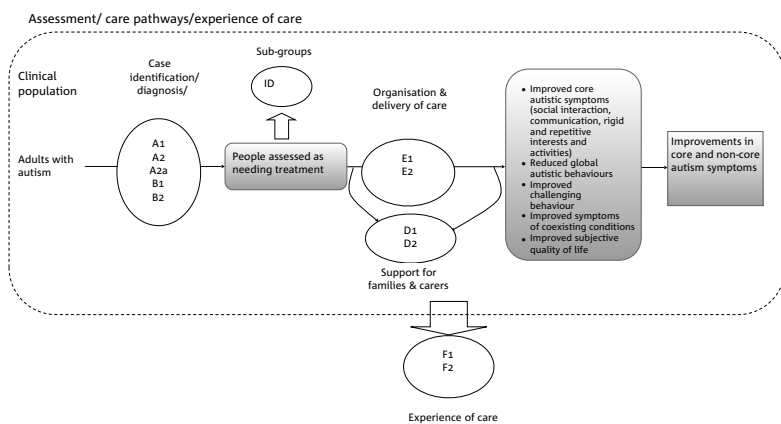 Assessment/ care pathways/experience of care
Clinical
population
Case
identification/
diagnosis/
Sub-groups
ID
Organisation &
delivery of care
Adults with
autism
A1
A2
A2a
B1
B2
People assessed as
needing treatment
E1
E2
D1
D2
Support for
families & carers
• Improved core
autistic symptoms
(social interaction,
communication, rigid
and repetitive
interests and
activities)
• Reduced global
autistic behaviours
• Improved
challenging
behaviour
• Improved symptoms
of coexisting conditions
• Improved subjective
quality of life
Improvements in
core and non-core
autism symptoms
F1
F2
Experience of care